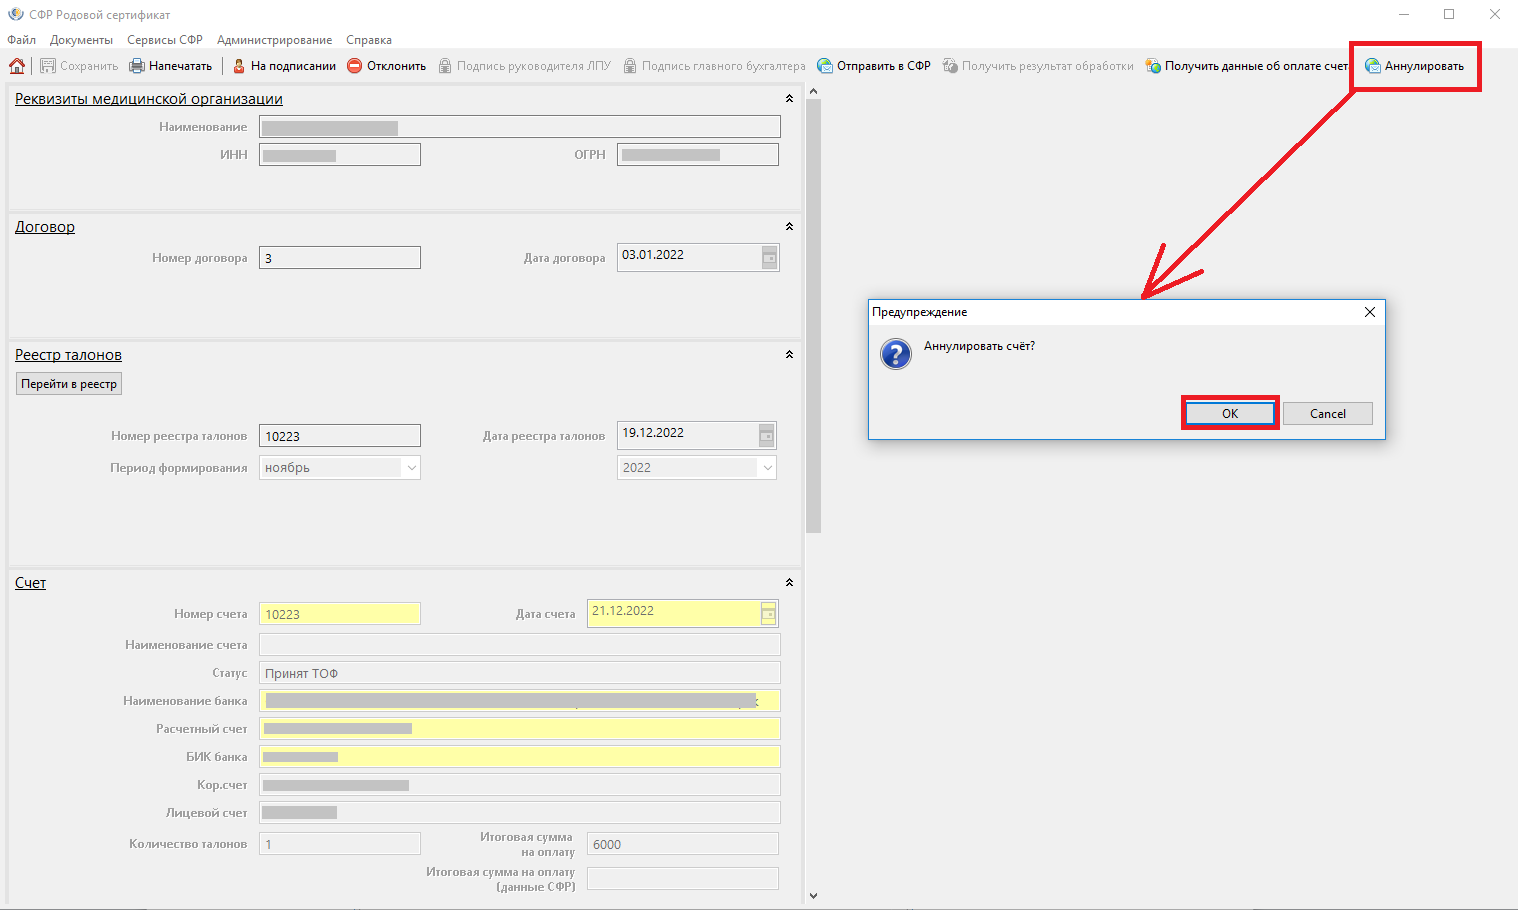 СФР Родовой сертификат
Файл Документы Сервисы СФР Администрирование Справка
Сохранить Напечатать На подписании Отклонить Подпись руководителя ЛПУ Подпись главного бухгалтера Отправить в СФР Получить результат обработки Получить данные об оплате счет Аннулировать
Реквизиты медицинской организации
Наименование
ИНН ОГРН
Договор
Номер договора 3 Дата договора 03.01.2022
Предупреждение
Аннулировать счёт?
OK Cancel
Реестр талонов
Перейти в реестр
Номер реестра талонов 10223 Дата реестра талонов 19.12.2022
Период формирования ноябрь 2022
Счет
Номер счета 10223 Дата счета 21.12.2022
Наименование счета
Статус Принят ТОФ
Наименование банка
Расчетный счет
БИК банка
Кор.счет
Лицевой счет
Количество талонов 1 Итоговая сумма
на оплату 6000
Итоговая сумма на оплату
(данные СФР)